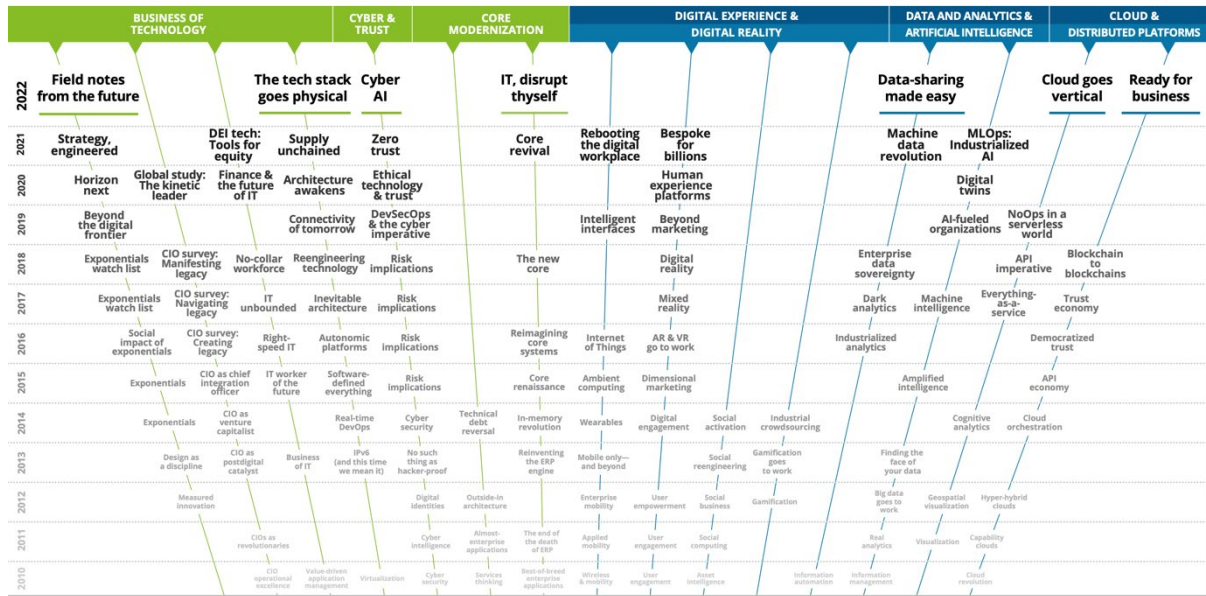 BUSINESS OF
TECHNOLOGY
CYBER &
TRUST
CORE
MODERNIZATION
DIGITAL EXPERIENCE &
DIGITAL REALITY
DATA AND ANALYTICS &
ARTIFICIAL INTELLIGENCE
CLOUD &
DISTRIBUTED PLATFORMS
2022
Field notes
from the future
The tech stack
goes physical
Cyber
AI
IT, disrupt
thyself
Data-sharing
made easy
Cloud goes
vertical
Ready for
business
2021
Strategy,
engineered
DEI tech:
Tools for
equity
Supply
unchained
Zero
trust
Core
revival
Rebooting
the digital
workplace
Bespoke
for
billions
Machine
data
revolution
MLOps:
Industrialized
AI
2020
Horizon
next
Global study:
The kinetic
leader
Finance &
the future
of IT
Architecture
awakens
Ethical
technology
& trust
Human
experience
platforms
Digital
twins
2019
Beyond
the digital
frontier
Connectivity
of tomorrow
DevSecOps
& the cyber
imperative
Intelligent
interfaces
Beyond
marketing
AI-fueled
organizations
NoOps in a
serverless
world
2018
Exponentials
watch list
CIO survey:
Manifesting
legacy
No-collar
workforce
Reengineering
technology
Risk
implications
The new
core
Digital
reality
Enterprise
data
sovereignty
API
imperative
Blockchain
to
blockchains
2017
Exponentials
watch list
CIO survey:
Navigating
legacy
IT
unbounded
Inevitable
architecture
Risk
implications
Mixed
reality
Dark
analytics
Machine
intelligence
Everything-
as-a-
service
Trust
economy
2016
Social
impact of
exponentials
CIO survey:
Creating
legacy
Right-
speed IT
Autonomic
platforms
Risk
implications
Reimagining
core
systems
Internet
of Things
AR & VR
go to work
Industrialized
analytics
Democratized
trust
2015
Exponentials
CIO as chief
integration
officer
IT worker
of the
future
Software-
defined
everything
Risk
implications
Core
renaissance
Ambient
computing
Dimensional
marketing
Amplified
intelligence
API
economy
2014
Exponentials
CIO as
venture
capitalist
Real-time
DevOps
Cyber
security
Technical
debt
reversal
In-memory
revolution
Wearables
Digital
engagement
Social
activation
Industrial
crowdsourcing
Cognitive
analytics
Cloud
orchestration
2013
Design as
a discipline
CIO as
postdigital
catalyst
Business
of IT
IPv6
(and this time
we mean it)
No such
thing as
hacker-proof
Reinventing
the ERP
engine
Mobile only—
and beyond
Social
reengineering
Gamification
goes
to work
Finding the
face of
your data
2012
Measured
innovation
Digital
identities
Outside-in
architecture
Enterprise
mobility
User
empowerment
Social
business
Gamification
Big data
goes to
work
Geospatial
visualization
Hyper-hybrid
clouds
2011
CIOs as
revolutionaries
Cyber
intelligence
Almost-
enterprise
applications
The end of
the death
of ERP
Applied
mobility
User
engagement
Social
computing
Real
analytics
Visualization
Capability
clouds
2010
CIO
operational
excellence
Value-driven
application
management
Virtualization
Cyber
security
Services
thinking
Best-of-breed
enterprise
applications
Wireless
& mobility
User
engagement
Asset
intelligence
Information
automation
Information
management
Cloud
revolution